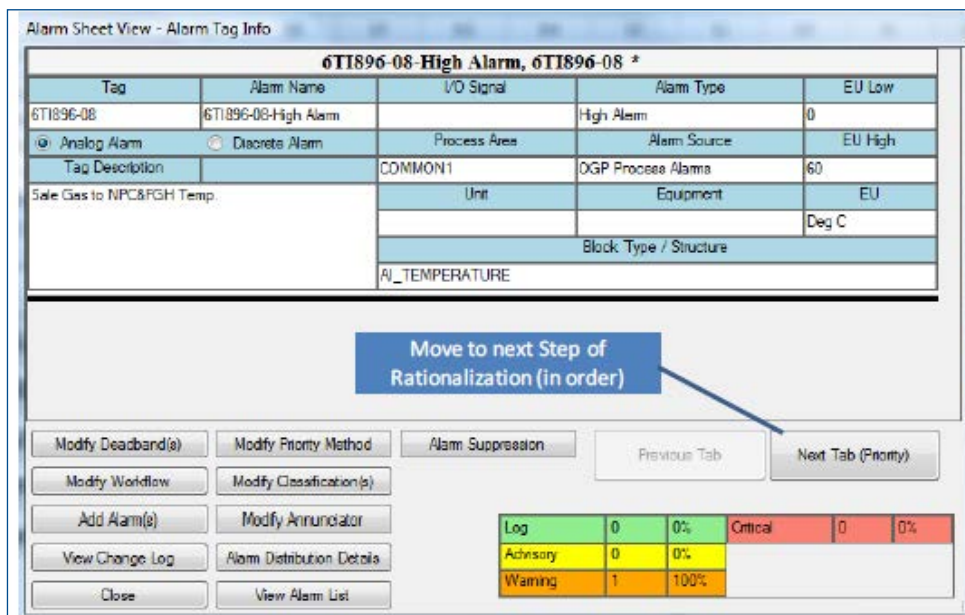 Alarm Sheet View - Alarm Tag Info
6TI896-08-High Alarm, 6TI896-08 *
Tag Alarm Name I/O Signal Alarm Type EU Low
6TI896-08 6TI896-08-High Alarm High Alarm 0
Analog Alarm Discrete Alarm Process Area Alarm Source EU High
Tag Description COMMON1 DGP Process Alarms 60
Sale Gas to NPC&FGH Temp. Unit Equipment EU
Deg C
Block Type / Structure
AI_TEMPERATURE
Move to next Step of
Rationalization (in order)
Modify Deadband(s) Modify Priority Method Alarm Suppression Previous Tab Next Tab (Priority)
Modify Workflow Modify Classification(s)
Add Alarm(s) Modify Annunciator
Log 0 0% Critical 0 0%
View Change Log Alarm Distribution Details Advisory 0 0%
Warning 1 100%
Close View Alarm List